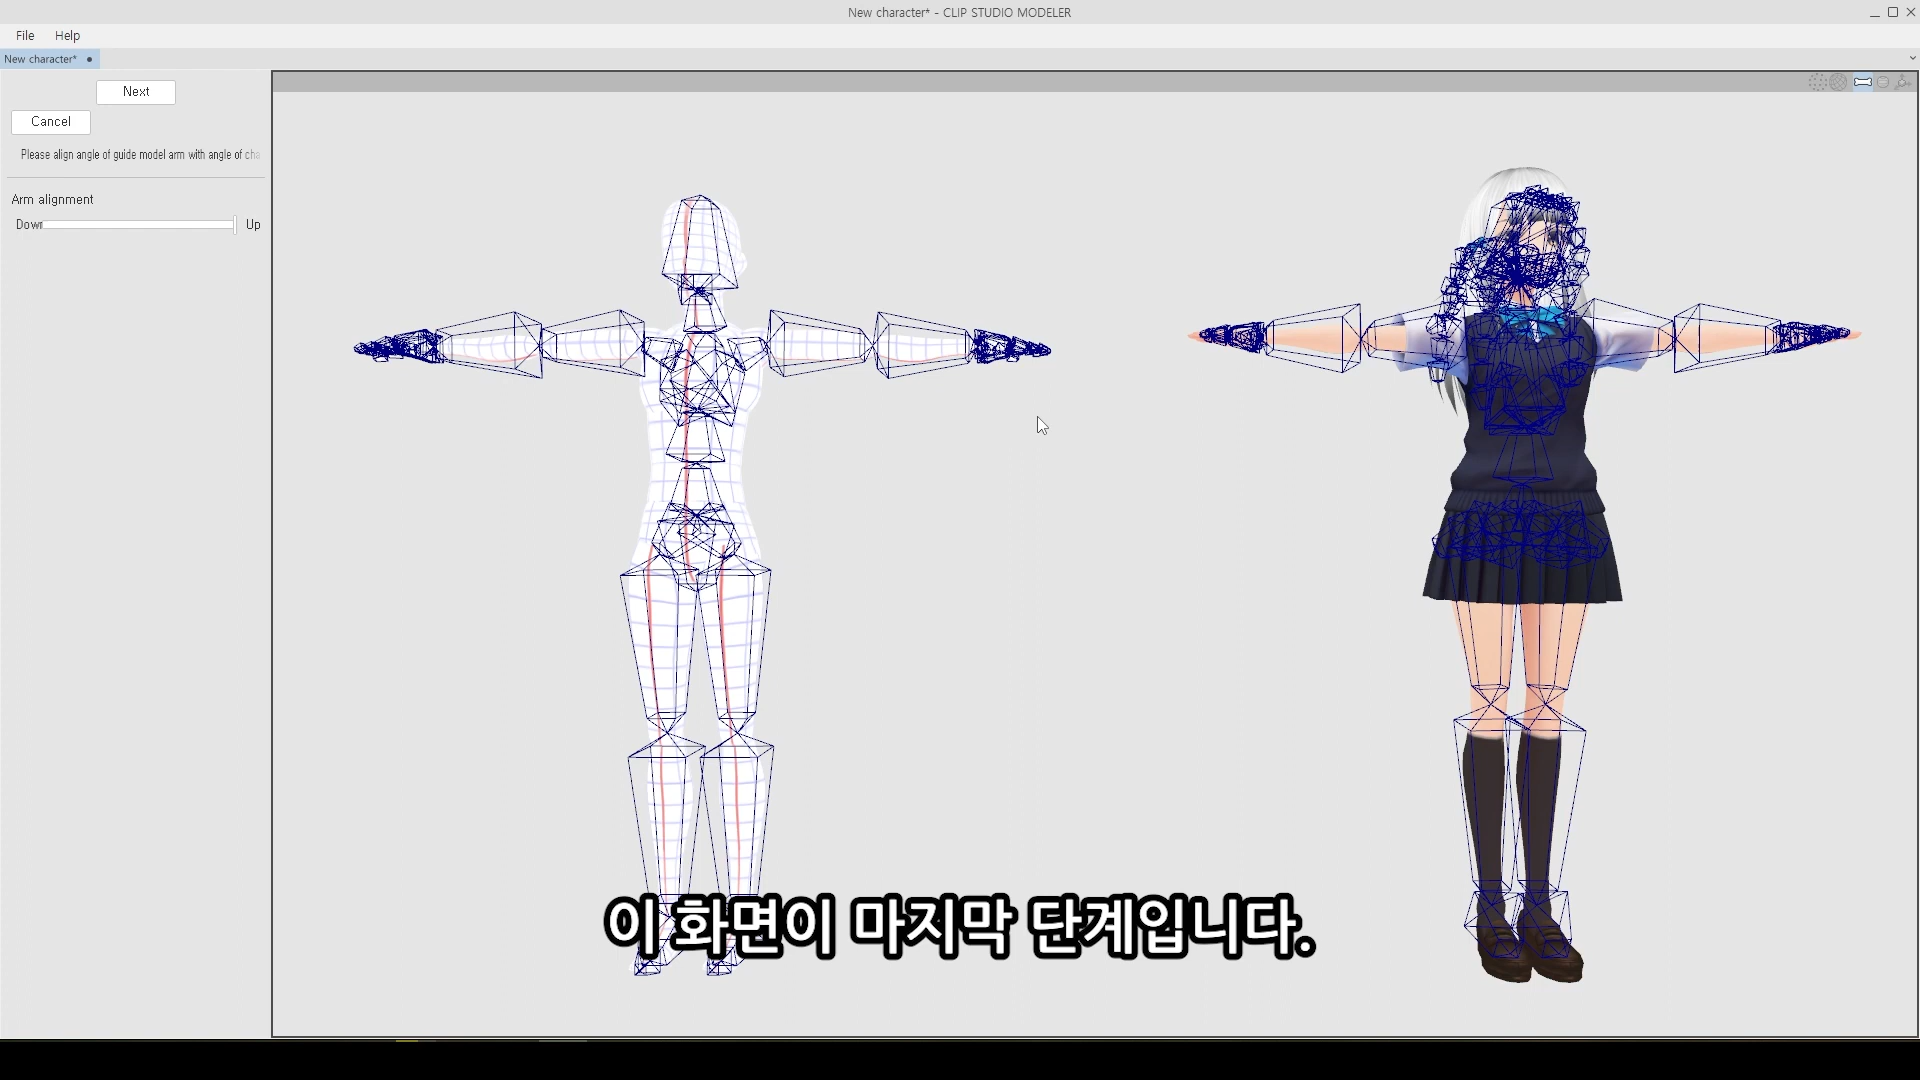 New character* - CLIP STUDIO MODELER
File Help
New character*
Next
Cancel
Please align angle of guide model arm with angle of cha
Arm alignment
Down Up
이 화면이 마지막 단계입니다.